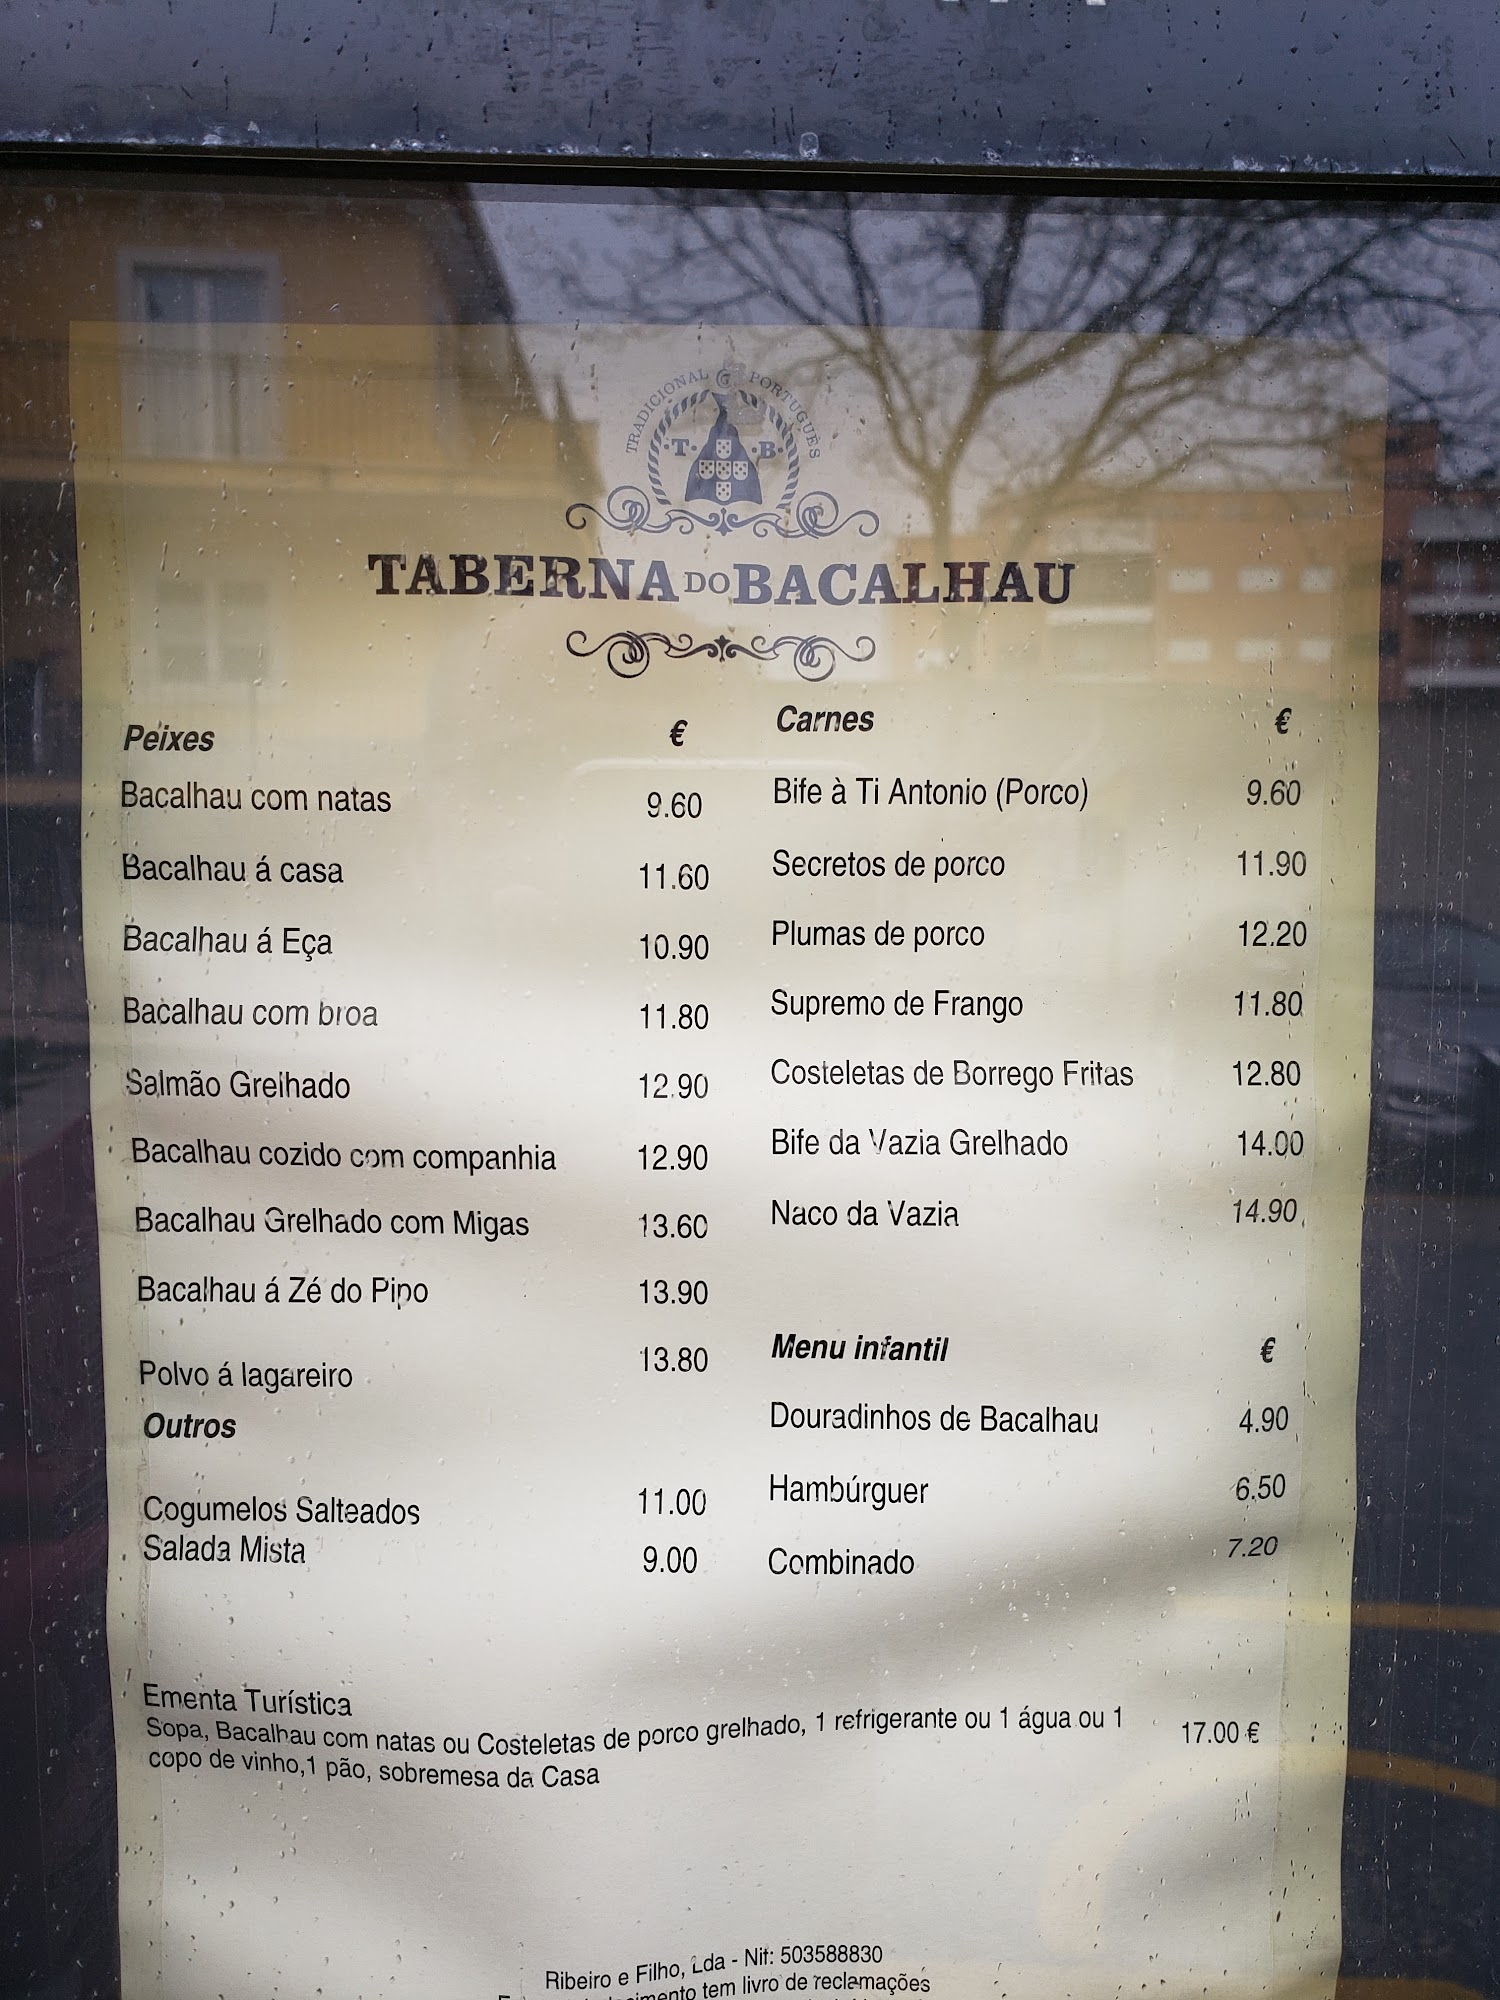 TRADICIONAL PORTUGUÊS
·T· ·B·
TABERNA DO BACALHAU
Peixes €
Bacalhau com natas 9.60
Bacalhau á casa 11.60
Bacalhau á Eça 10.90
Bacalhau com broa 11.80
Salmão Grelhado 12.90
Bacalhau cozido com companhia 12.90
Bacalhau Grelhado com Migas 13.60
Bacalhau á Zé do Pipo 13.90
Polvo á lagareiro 13.80
Outros
Cogumelos Salteados 11.00
Salada Mista 9.00
Carnes €
Bife à Ti Antonio (Porco) 9.60
Secretos de porco 11.90
Plumas de porco 12.20
Supremo de Frango 11.80
Costeletas de Borrego Fritas 12.80
Bife da Vazia Grelhado 14.00
Naco da Vazia 14.90
Menu infantil €
Douradinhos de Bacalhau 4.90
Hambúrguer 6.50
Combinado 7.20
Ementa Turística
Sopa, Bacalhau com natas ou Costeletas de porco grelhado, 1 refrigerante ou 1 água ou 1 17.00 €
copo de vinho,1 pão, sobremesa da Casa
Ribeiro e Filho, Lda - Nif: 503588830
tem livro de reclamações